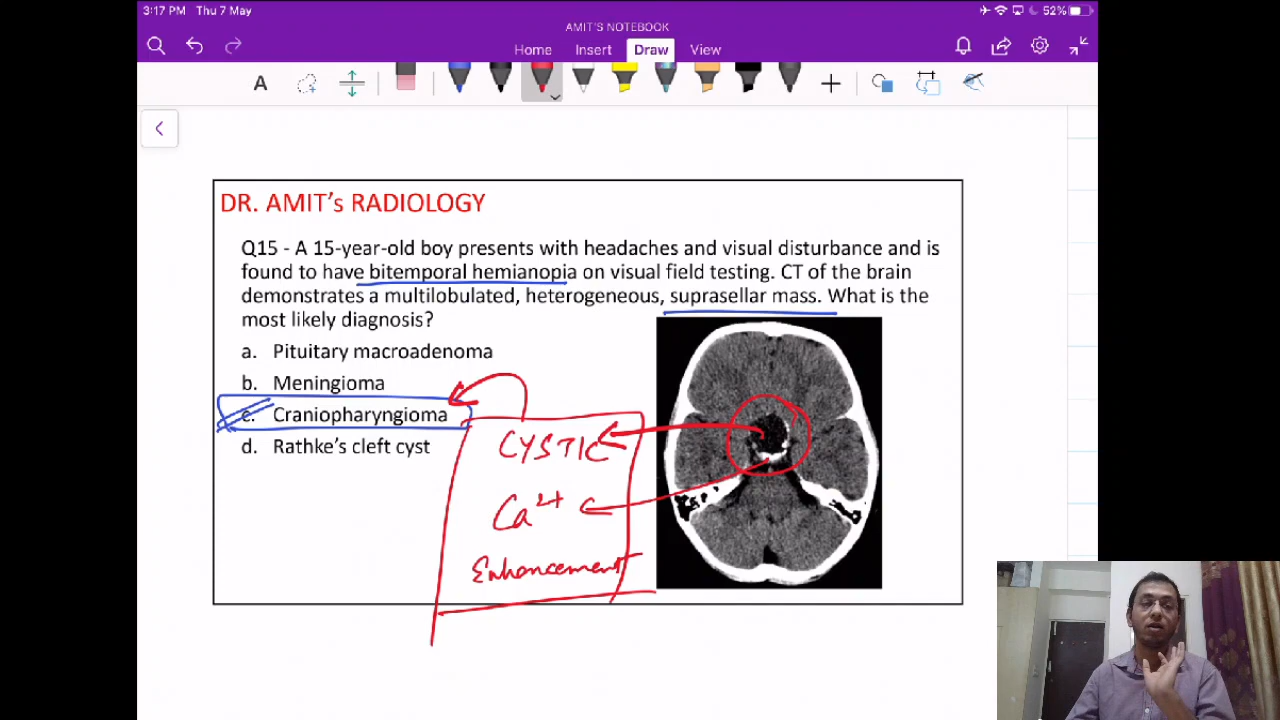 3:17 PM Thu 7 May
52%
AMIT'S NOTEBOOK
Home Insert Draw View
A
DR. AMIT's RADIOLOGY
Q15 - A 15-year-old boy presents with headaches and visual disturbance and is
found to have bitemporal hemianopia on visual field testing. CT of the brain
demonstrates a multilobulated, heterogeneous, suprasellar mass. What is the
most likely diagnosis?
a. Pituitary macroadenoma
b. Meningioma
c. Craniopharyngioma
d. Rathke's cleft cyst
CYSTIC
Ca2+
Enhancement